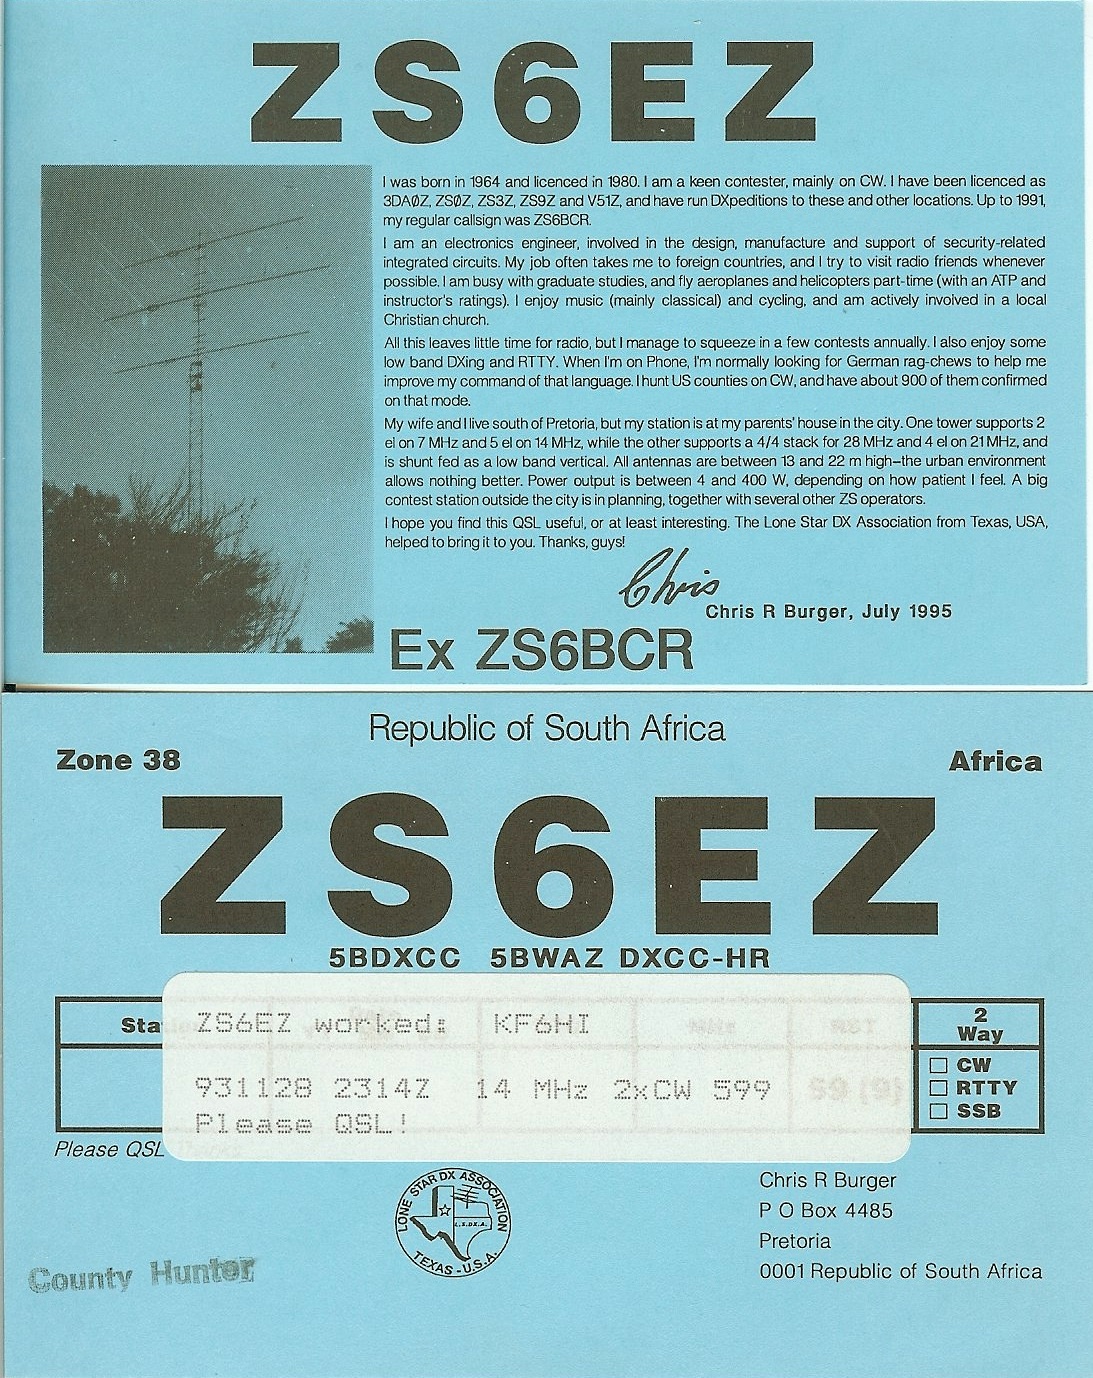 ZS6EZ
I was born in 1964 and licenced in 1980. I am a keen contester, mainly on CW. I have been licenced as
3DAØZ, ZSØZ, ZS3Z, ZS9Z and V51Z, and have run DXpeditions to these and other locations. Up to 1991,
my regular callsign was ZS6BCR.
I am an electronics engineer, involved in the design, manufacture and support of security-related
integrated circuits. My job often takes me to foreign countries, and I try to visit radio friends whenever
possible. I am busy with graduate studies, and fly aeroplanes and helicopters part-time (with an ATP and
instructor's ratings). I enjoy music (mainly classical) and cycling, and am actively involved in a local
Christian church.
All this leaves little time for radio, but I manage to squeeze in a few contests annually. I also enjoy some
low band DXing and RTTY. When I'm on Phone, I'm normally looking for German rag-chews to help me
improve my command of that language. I hunt US counties on CW, and have about 900 of them confirmed
on that mode.
My wife and I live south of Pretoria, but my station is at my parents' house in the city. One tower supports 2
el on 7 MHz and 5 el on 14 MHz, while the other supports a 4/4 stack for 28 MHz and 4 el on 21 MHz, and
is shunt fed as a low band vertical. All antennas are between 13 and 22 m high–the urban environment
allows nothing better. Power output is between 4 and 400 W, depending on how patient I feel. A big
contest station outside the city is in planning, together with several other ZS operators.
I hope you find this QSL useful, or at least interesting. The Lone Star DX Association from Texas, USA,
helped to bring it to you. Thanks, guys!
Chris
Chris R Burger, July 1995
Ex ZS6BCR
Republic of South Africa
Zone 38
Africa
ZS6EZ
5BDXCC 5BWAZ DXCC-HR
Sta
ZS6EZ worked: KF6HI
931128 2314Z 14 MHz 2xCW 599
Please QSL!
MHz
RST
59 (9)
2
Way
CW
RTTY
SSB
Please QSL
LONE STAR DX ASSOCIATION
L.S.DX.A.
TEXAS - U.S.A.
County Hunter
Chris R Burger
P O Box 4485
Pretoria
0001 Republic of South Africa